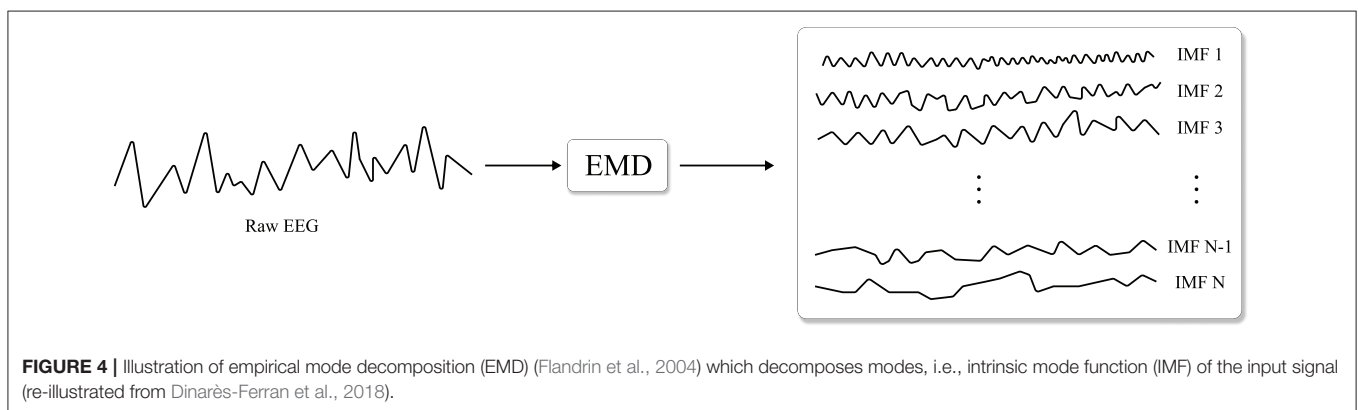 IMF 1
IMF 2
IMF 3
Raw EEG
EMD
IMF N-1
IMF N
FIGURE 4 | Illustration of empirical mode decomposition (EMD) (Flandrin et al., 2004) which decomposes modes, i.e., intrinsic mode function (IMF) of the input signal
(re-illustrated from Dinarès-Ferran et al., 2018).